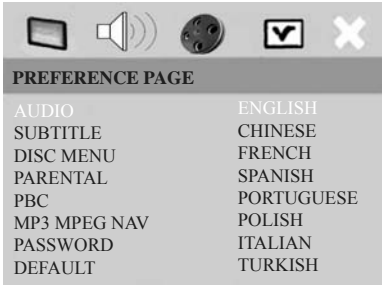 PREFERENCE PAGE
AUDIO ENGLISH
SUBTITLE CHINESE
DISC MENU FRENCH
PARENTAL SPANISH
PBC PORTUGUESE
MP3 MPEG NAV POLISH
PASSWORD ITALIAN
DEFAULT TURKISH